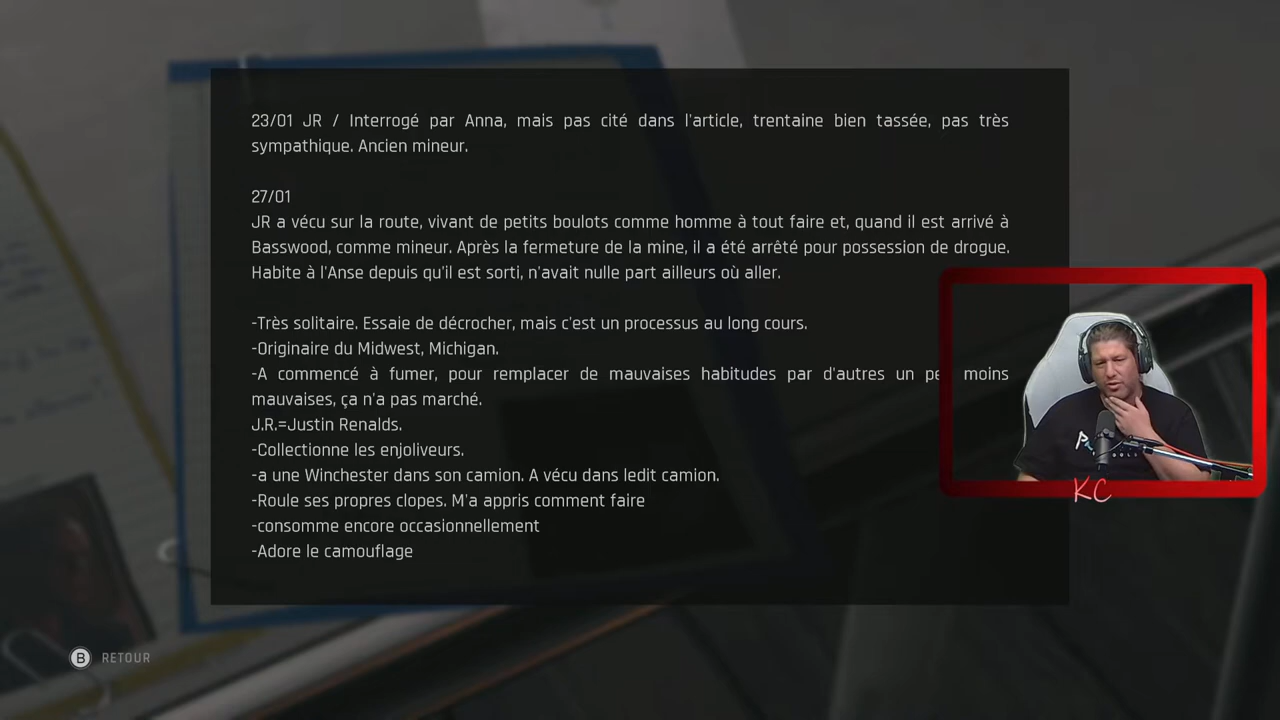 23/01 JR / Interrogé par Anna, mais pas cité dans l'article, trentaine bien tassée, pas très
sympathique. Ancien mineur.
27/01
JR a vécu sur la route, vivant de petits boulots comme homme à tout faire et, quand il est arrivé à
Basswood, comme mineur. Après la fermeture de la mine, il a été arrêté pour possession de drogue.
Habite à l'Anse depuis qu'il est sorti, n'avait nulle part ailleurs où aller.
-Très solitaire. Essaie de décrocher, mais c'est un processus au long cours.
-Originaire du Midwest, Michigan.
-A commencé à fumer, pour remplacer de mauvaises habitudes par d'autres un moins
mauvaises, ça n'a pas marché.
J.R.=Justin Renalds.
-Collectionne les enjoliveurs.
-a une Winchester dans son camion. A vécu dans ledit camion.
-Roule ses propres clopes. M'a appris comment faire
-consomme encore occasionnellement
-Adore le camouflage
KC
B RETOUR